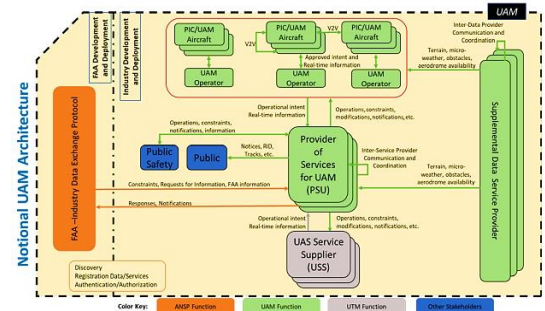 UAM
Notional UAM Architecture
FAA Development
and Deployment
Industry Development
and Deployment
FAA –Industry Data Exchange Protocol
PIC/UAM
Aircraft
V2V
PIC/UAM
Aircraft
V2V
PIC/UAM
Aircraft
Approved intent and
Real-time information
UAM
Operator
UAM
Operator
UAM
Operator
Inter-Data Provider
Communication and
Coordination
Terrain, micro-
weather, obstacles,
aerodrome availability
Supplemental Data Service Provider
Operational intent
Real-time information
Operations, constraints,
modifications, notifications, etc.
Operations, constraints,
notifications, information
Public
Safety
Public
Notices, RID,
Tracks, etc.
Provider
of
Services
for UAM
(PSU)
Inter-Service Provider
Communication and
Coordination
Terrain, micro-
weather, obstacles,
aerodrome availability
Constraints, Requests for Information, FAA information
Responses, Notifications
Operational intent
Real-time information
Operations, constraints,
modifications, notifications, etc.
UAS Service
Supplier
(USS)
Discovery
Registration Data/Services
Authentication/Authorization
Color Key:
ANSP Function
UAM Function
UTM Function
Other Stakeholders